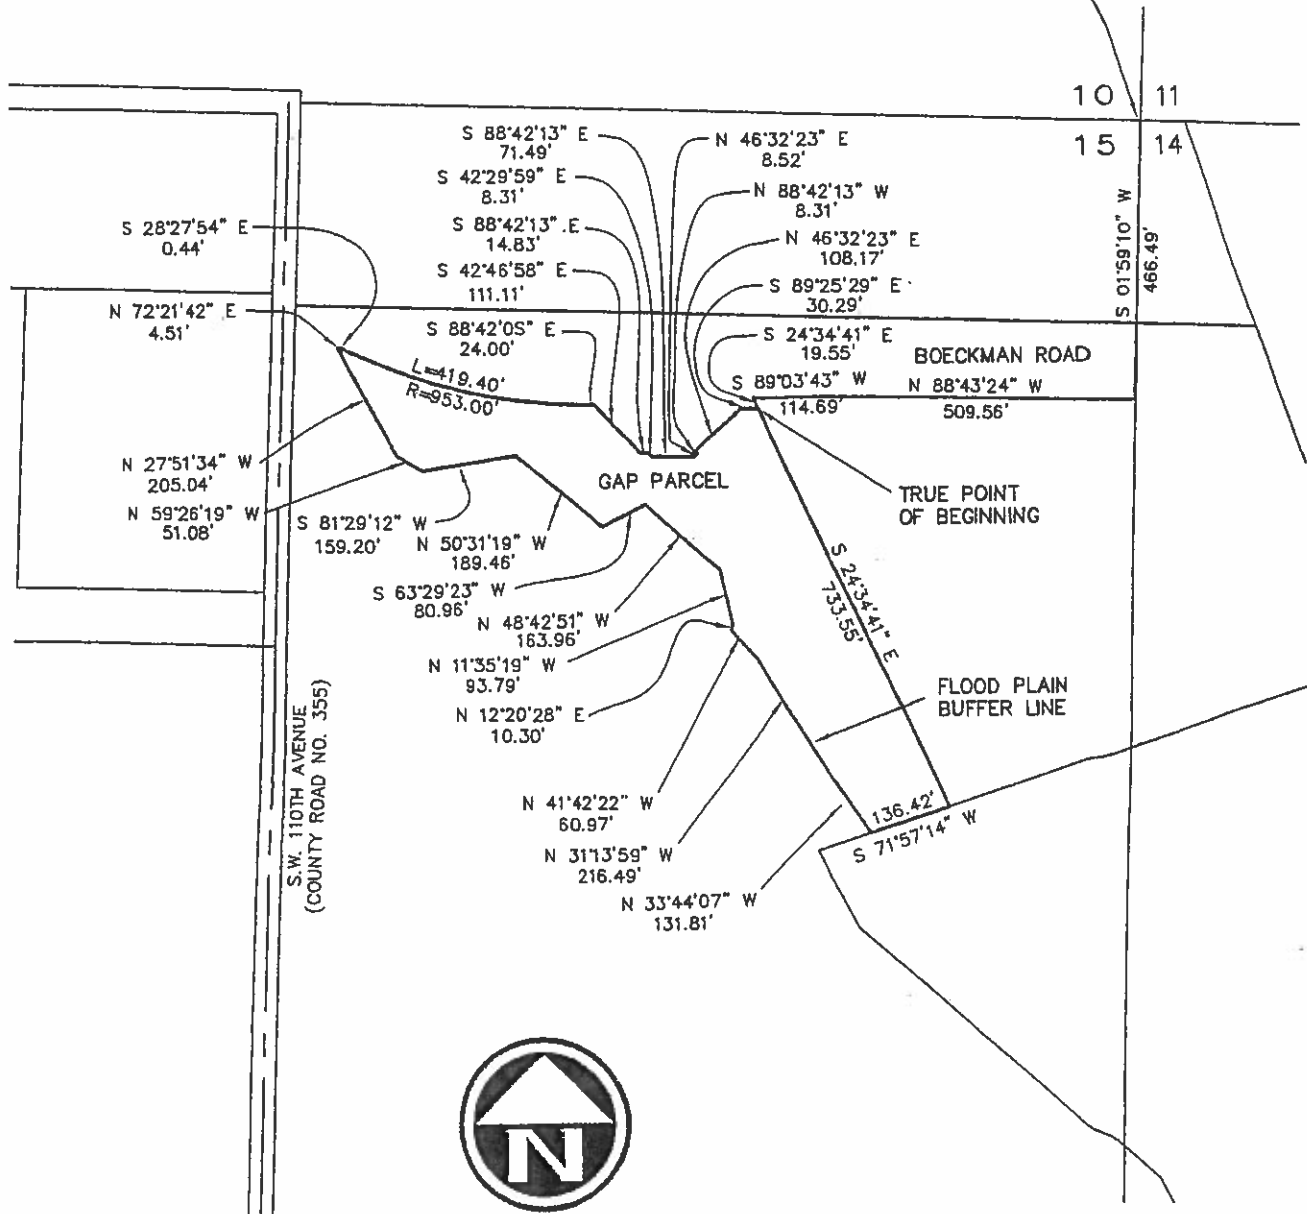 10 11
15 14
S 01°59'10" W
466.49'
S 88°42'13" E
71.49'
S 42°29'59" E
8.31'
S 88°42'13" E
14.83'
S 42°46'58" E
111.11'
S 88°42'0S" E
24.00'
N 46°32'23" E
8.52'
N 88°42'13" W
8.31'
N 46°32'23" E
108.17'
S 89°25'29" E
30.29'
S 24°34'41" E
19.55'
S 89°03'43" W
114.69'
BOECKMAN ROAD
N 88°43'24" W
509.56'
S 28°27'54" E
0.44'
N 72°21'42" E
4.51'
L=419.40'
R=953.00'
GAP PARCEL
TRUE POINT
OF BEGINNING
N 27°51'34" W
205.04'
N 59°26'19" W
51.08'
S 81°29'12" W
159.20'
N 50°31'19" W
189.46'
S 63°29'23" W
80.96'
N 48°42'51" W
163.96'
N 11°35'19" W
93.79'
N 12°20'28" E
10.30'
S 24°34'41" E
733.55'
FLOOD PLAIN
BUFFER LINE
N 41°42'22" W
60.97'
N 31°13'59" W
216.49'
N 33°44'07" W
131.81'
136.42'
S 71°57'14" W
S.W. 110TH AVENUE
(COUNTY ROAD NO. 355)
N